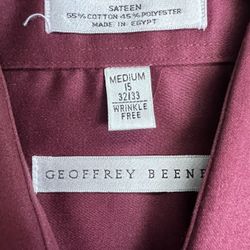 SATEEN
55% COTTON 45% POLYESTER
MADE IN EGYPT
MEDIUM
15
32/33
WRINKLE
FREE
GEOFFREY BEENE